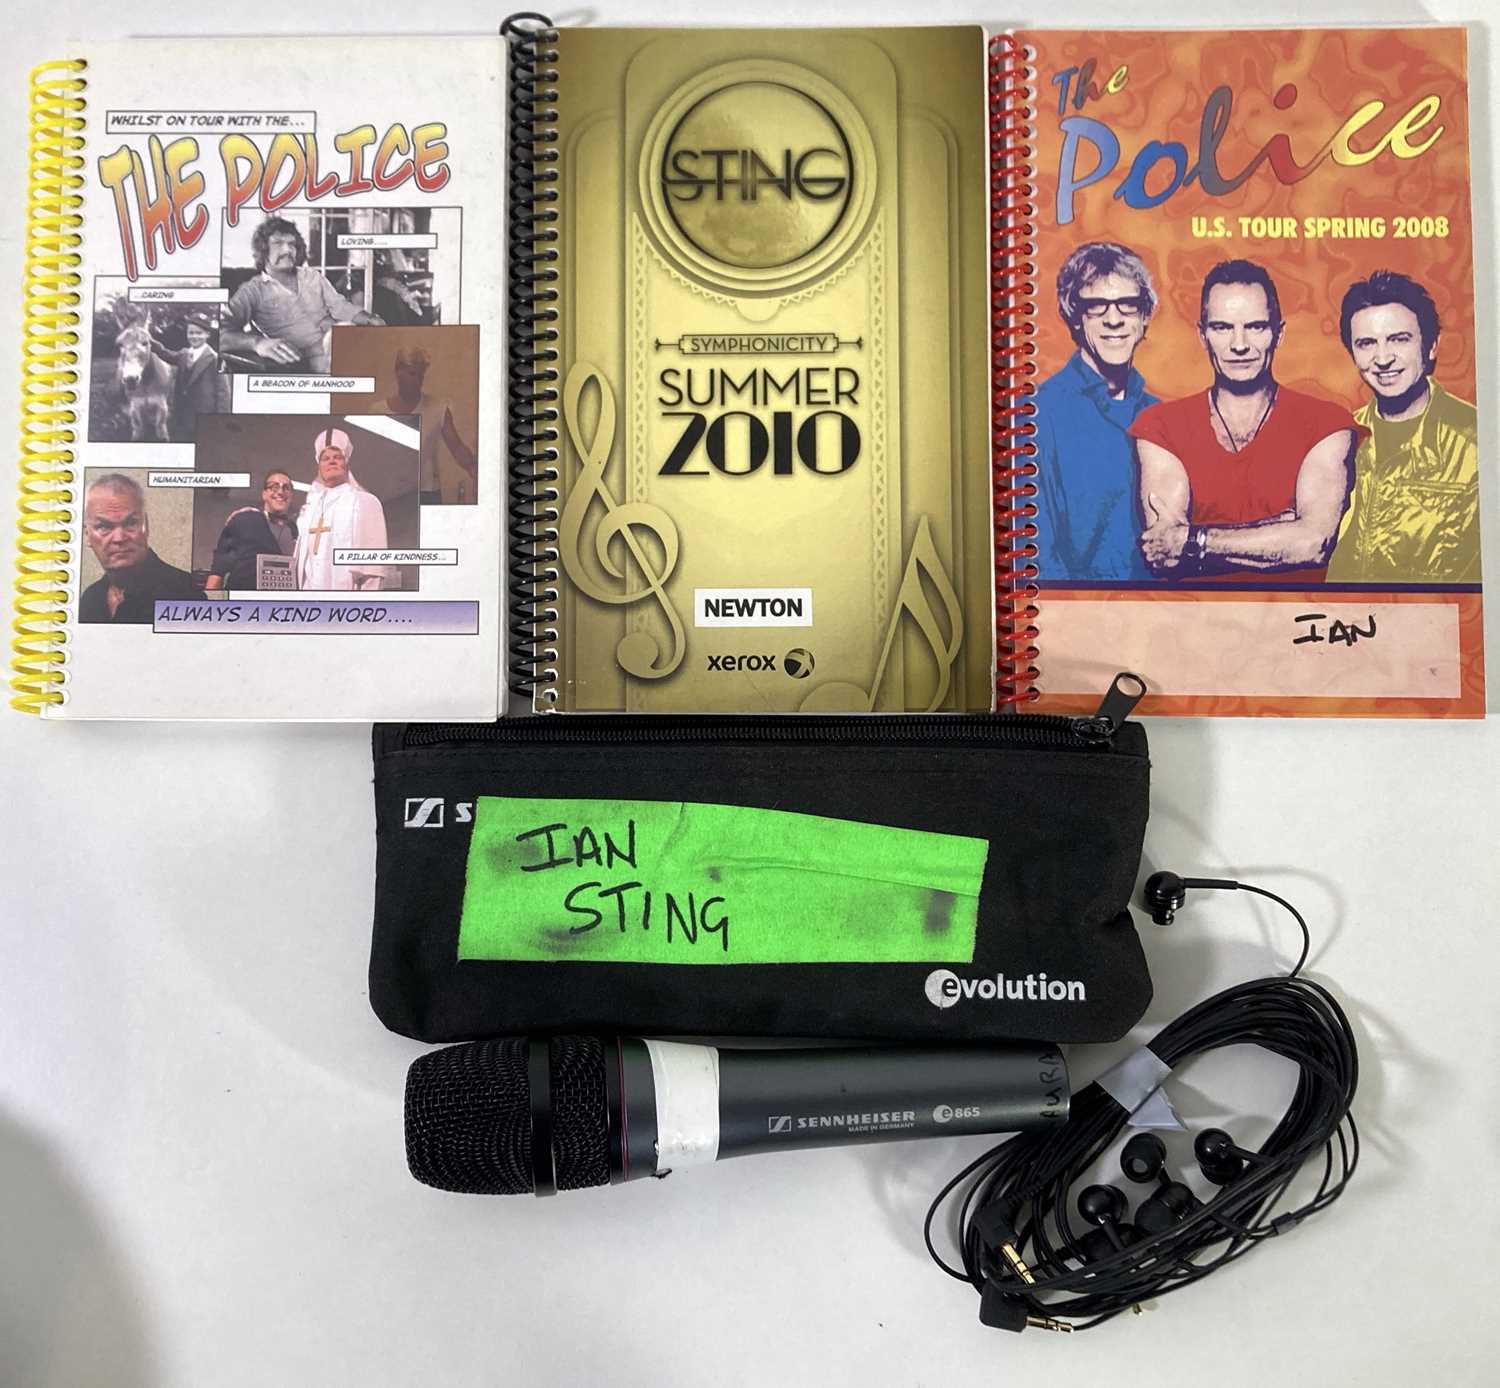 WHILST ON TOUR WITH THE...
THE POLICE
LOVING.....
...CARING
A BEACON OF MANHOOD
HUMANITARIAN
A PILLAR OF KINDNESS...
ALWAYS A KIND WORD....
STING
SYMPHONICITY
SUMMER
2010
NEWTON
xerox
The
Police
U.S. TOUR SPRING 2008
IAN
S
IAN
STING
evolution
SENNHEISER e865
MADE IN GERMANY
AURA